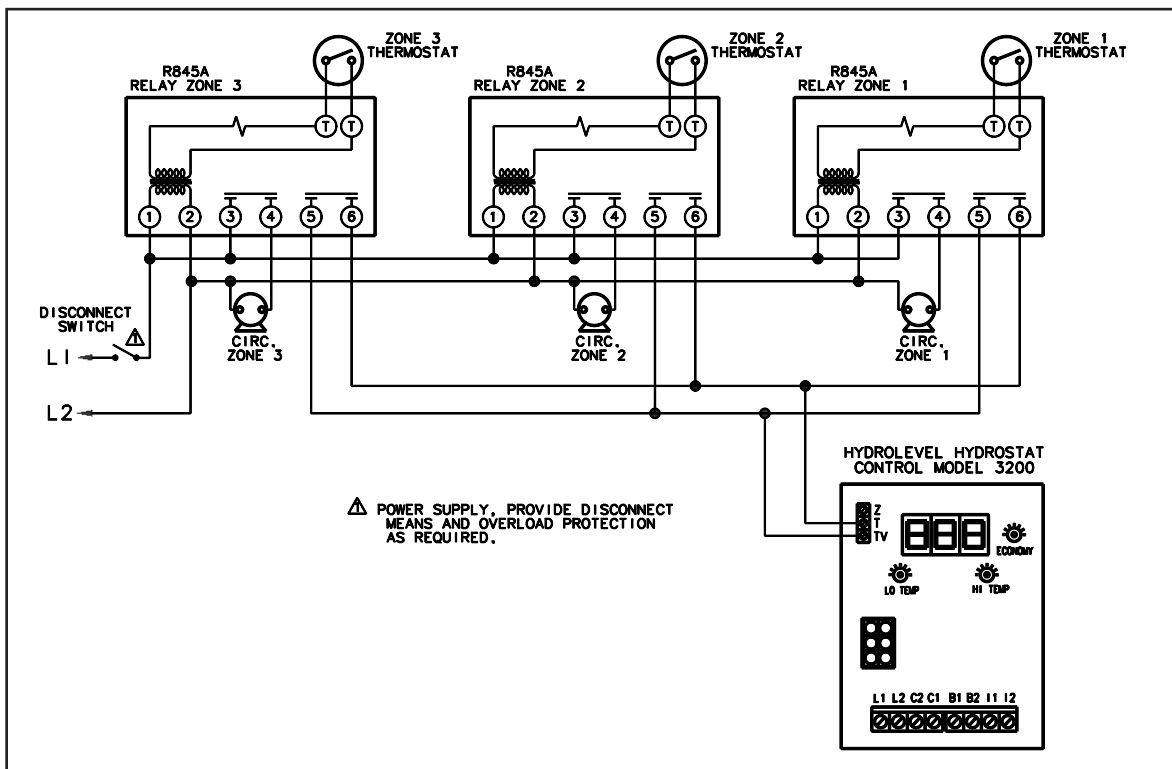 ZONE 3
THERMOSTAT
ZONE 2
THERMOSTAT
ZONE 1
THERMOSTAT
R845A
RELAY ZONE 3
R845A
RELAY ZONE 2
R845A
RELAY ZONE 1
T T
T T
T T
1 2 3 4 5 6
1 2 3 4 5 6
1 2 3 4 5 6
DISCONNECT
SWITCH
1
L1
L2
CIRC.
ZONE 3
CIRC.
ZONE 2
CIRC.
ZONE 1
HYDROLEVEL HYDROSTAT
CONTROL MODEL 3200
1 POWER SUPPLY, PROVIDE DISCONNECT
MEANS AND OVERLOAD PROTECTION
AS REQUIRED.
Z
T
TV
888
ECONOMY
LO TEMP
HI TEMP
L1 L2 C2 C1 B1 B2 I1 I2